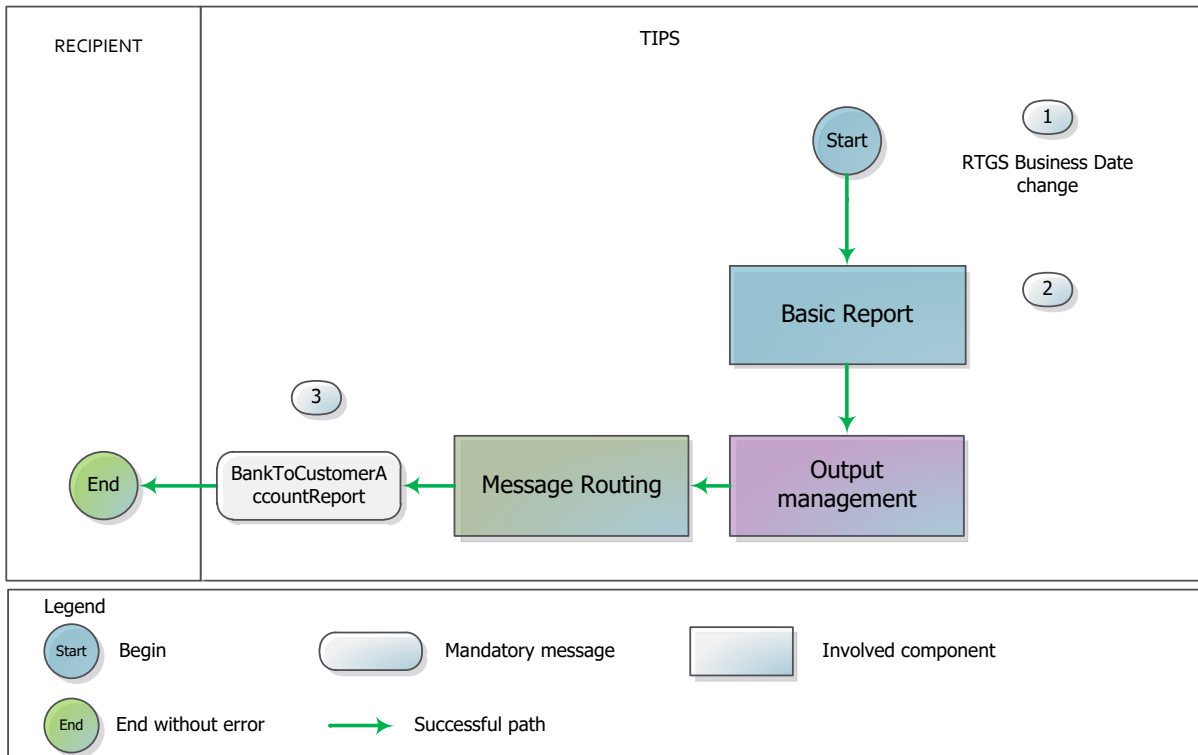 RECIPIENT
TIPS
Start
1
RTGS Business Date
change
Basic Report
2
3
End
BankToCustomerA
ccountReport
Message Routing
Output
management
Legend
Start
Begin
Mandatory message
Involved component
End
End without error
Successful path